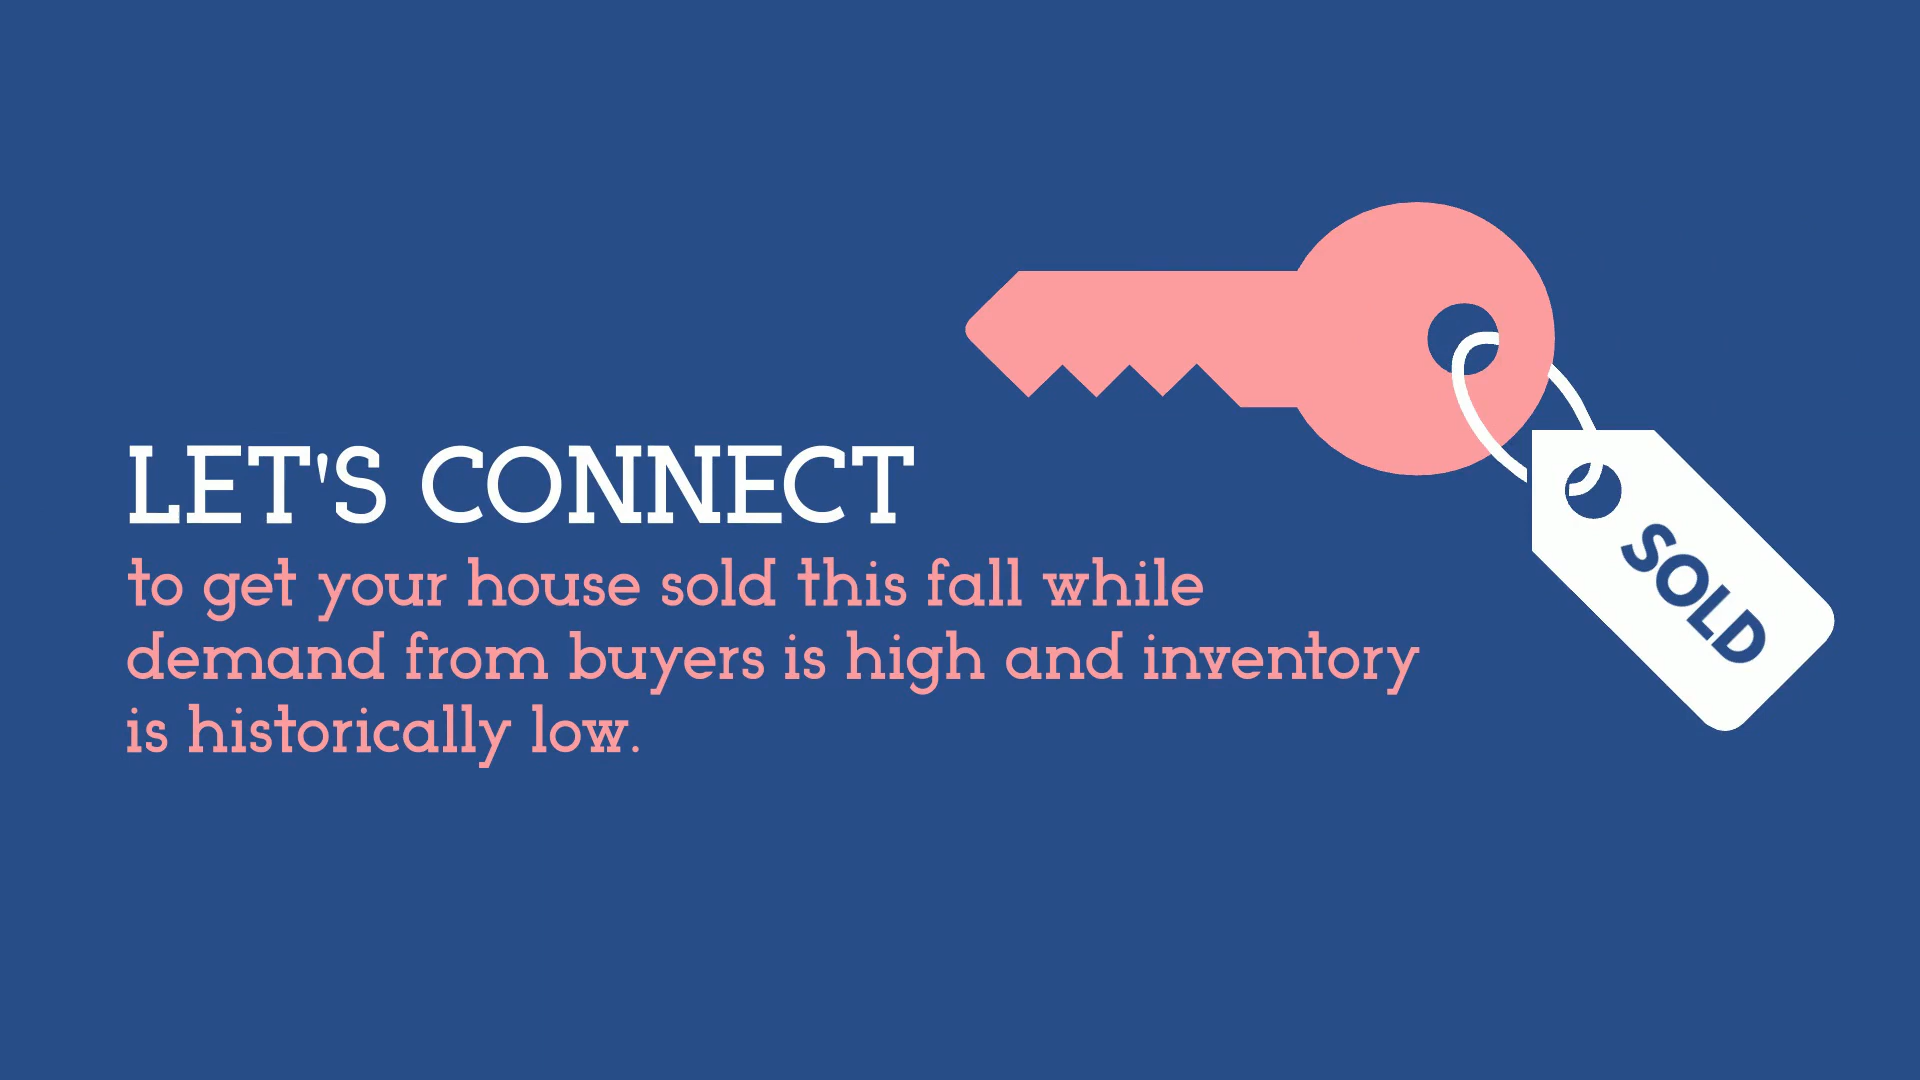 LET'S CONNECT
to get your house sold this fall while
demand from buyers is high and inventory
is historically low.
SOLD